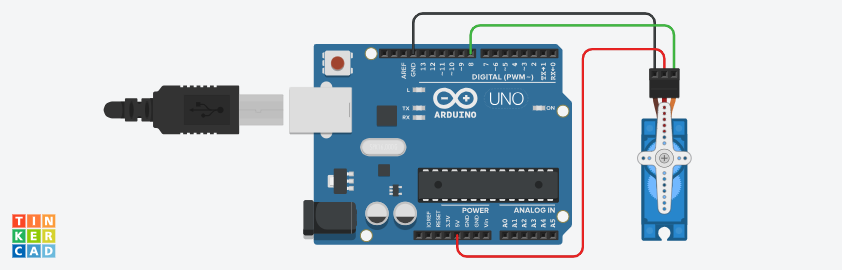 AREF
GND
13
12
~11
~10
~9
8
7
~6
~5
4
~3
2
TX→1
RX←0
DIGITAL (PWM~)
L
TX
RX
UNO
ARDUINO
ON
POWER
ANALOG IN
IOREF
RESET
3.3V
5V
GND
GND
Vin
A0
A1
A2
A3
A4
A5
TIN
KER
CAD